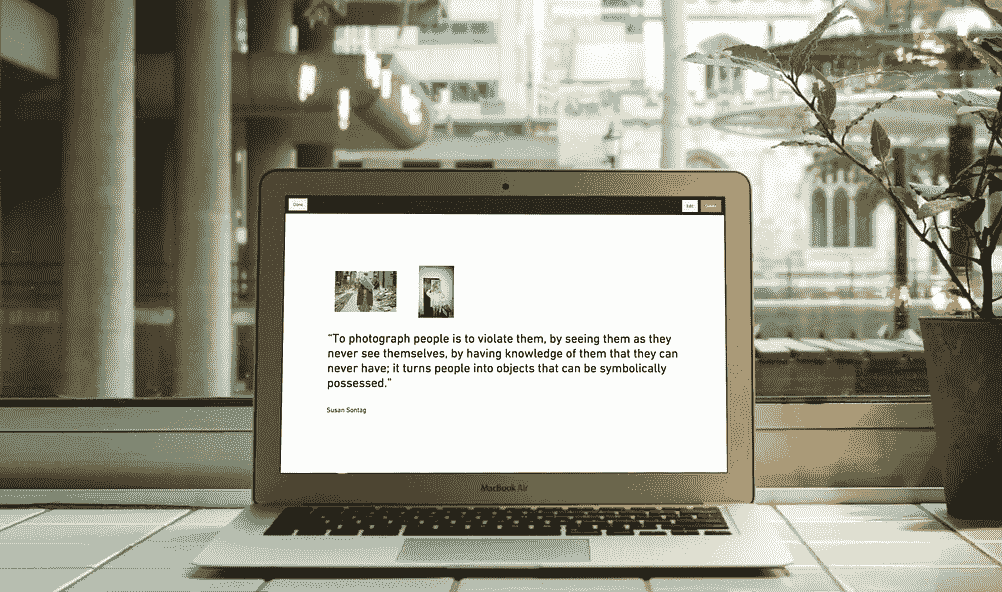 Edit
“To photograph people is to violate them, by seeing them as they
never see themselves, by having knowledge of them that they can
never have; it turns people into objects that can be symbolically
possessed.”
Susan Sontag
MacBook Air